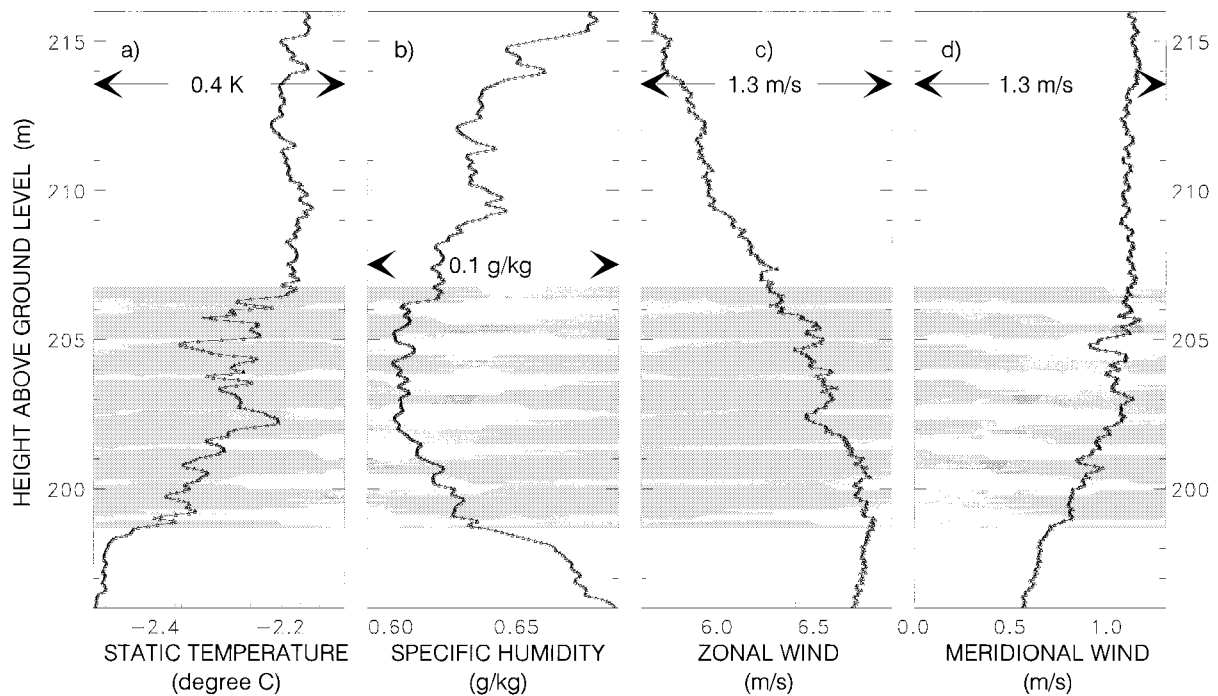 a)
b)
c)
d)
215
215
0.4 K
1.3 m/s
1.3 m/s
210
210
0.1 g/kg
205
205
200
200
HEIGHT ABOVE GROUND LEVEL (m)
−2.4 −2.2
0.60 0.65
6.0 6.5
0.0 0.5 1.0
STATIC TEMPERATURE
(degree C)
SPECIFIC HUMIDITY
(g/kg)
ZONAL WIND
(m/s)
MERIDIONAL WIND
(m/s)